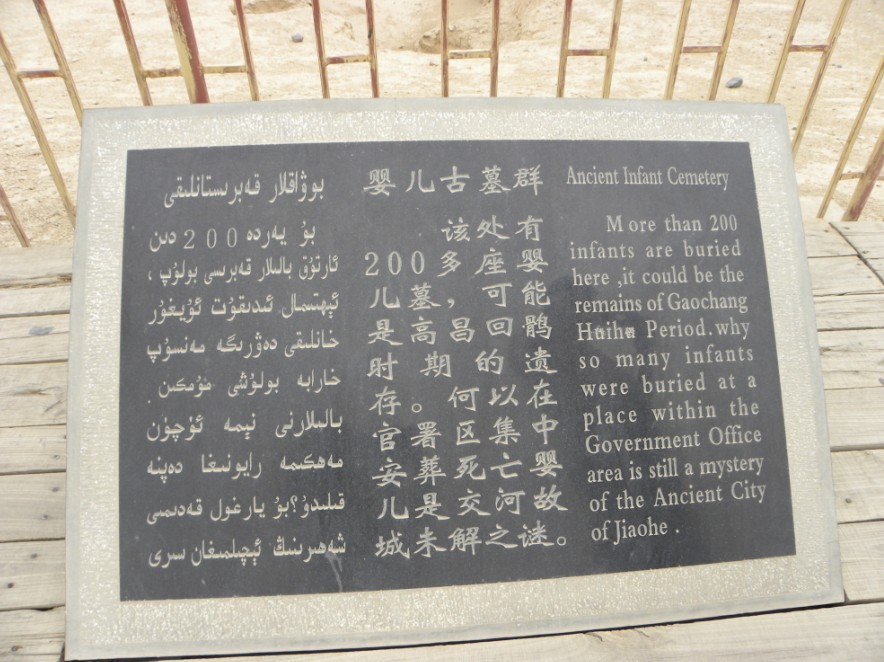 بوۋاقلار قەبرىستانلىقى
بۇ يەردە 200 دىن
ئارتۇق بالىلار قەبرىسى بولۇپ ،
ئېھتىمال ئىدىقۇت ئۇيغۇر
خانلىقى دەۋرىگە مەنسۇپ
خارابە بولۇشى مۇمكىن .
بالىلارنى نېمە ئۈچۈن
مەھكىمە رايونىغا دەپنە
قىلىدۇ؟بۇ يارغول قەدىمىي
شەھىرىنىڭ ئېچىلمىغان سىرى
婴儿古墓群
该处有
200多座婴
儿墓，可能
是高昌回鹘
时期的遗
存。何以在
官署区集中
安葬死亡婴
儿是交河故
城未解之谜。
Ancient Infant Cemetery
More than 200
infants are buried
here ,it could be the
remains of Gaochang
Huihu Period.why
so many infants
were buried at a
place within the
Government Office
area is still a mystery
of the Ancient City
of Jiaohe .